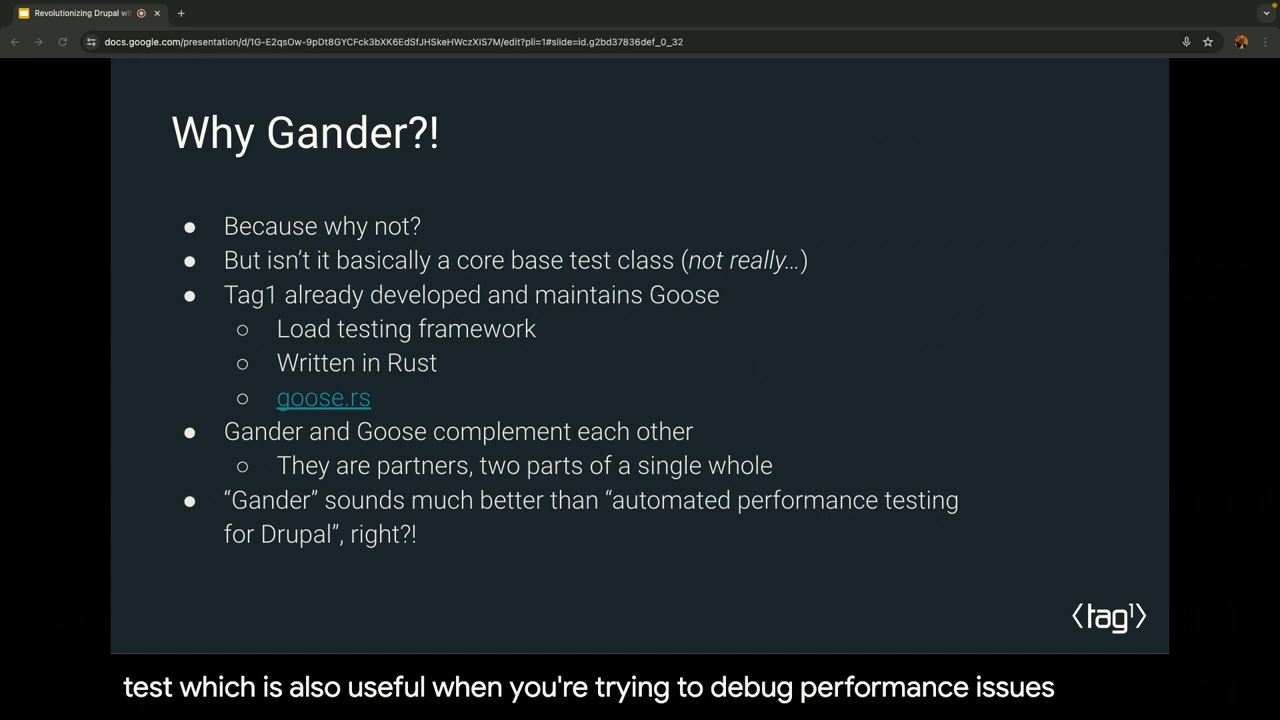 Revolutionizing Drupal wit
docs.google.com/presentation/d/1G-E2qsOw-9pDt8GYCFck3bXK6EdSfJHSkeHWczXIS7M/edit?pli=1#slide=id.g2bd37836def_0_32
Why Gander?!
● Because why not?
● But isn’t it basically a core base test class (not really…)
● Tag1 already developed and maintains Goose
○ Load testing framework
○ Written in Rust
○ goose.rs
● Gander and Goose complement each other
○ They are partners, two parts of a single whole
● “Gander” sounds much better than “automated performance testing
for Drupal”, right?!
⟨tag1⟩
test which is also useful when you're trying to debug performance issues